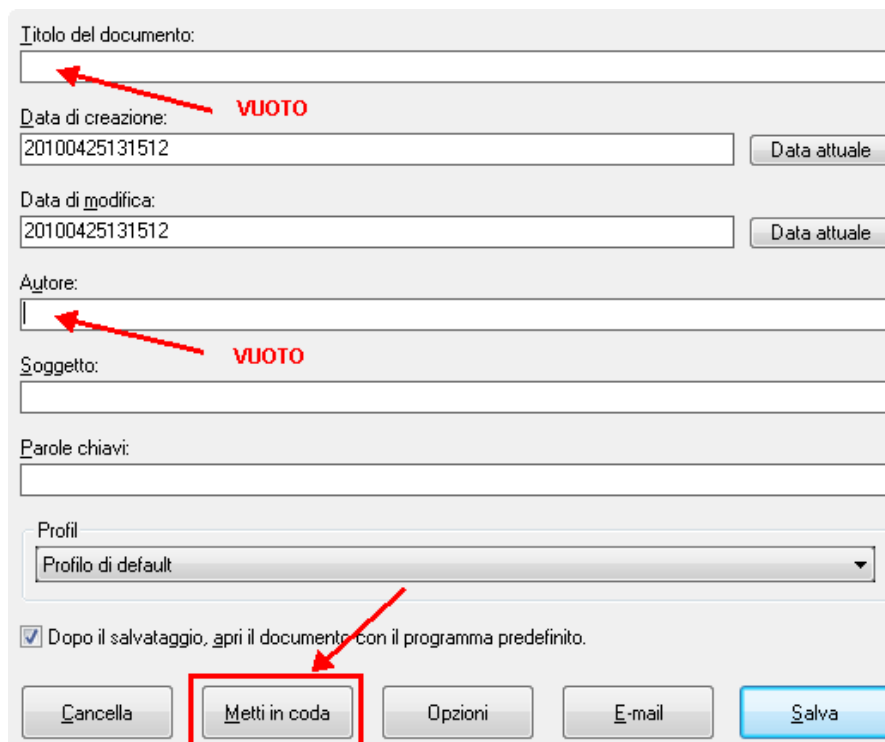 Titolo del documento:
VUOTO
Data di creazione:
20100425131512
Data attuale
Data di modifica:
20100425131512
Data attuale
Autore:
VUOTO
Soggetto:
Parole chiavi:
Profil
Profilo di default
Dopo il salvataggio, apri il documento con il programma predefinito.
Cancella
Metti in coda
Opzioni
E-mail
Salva